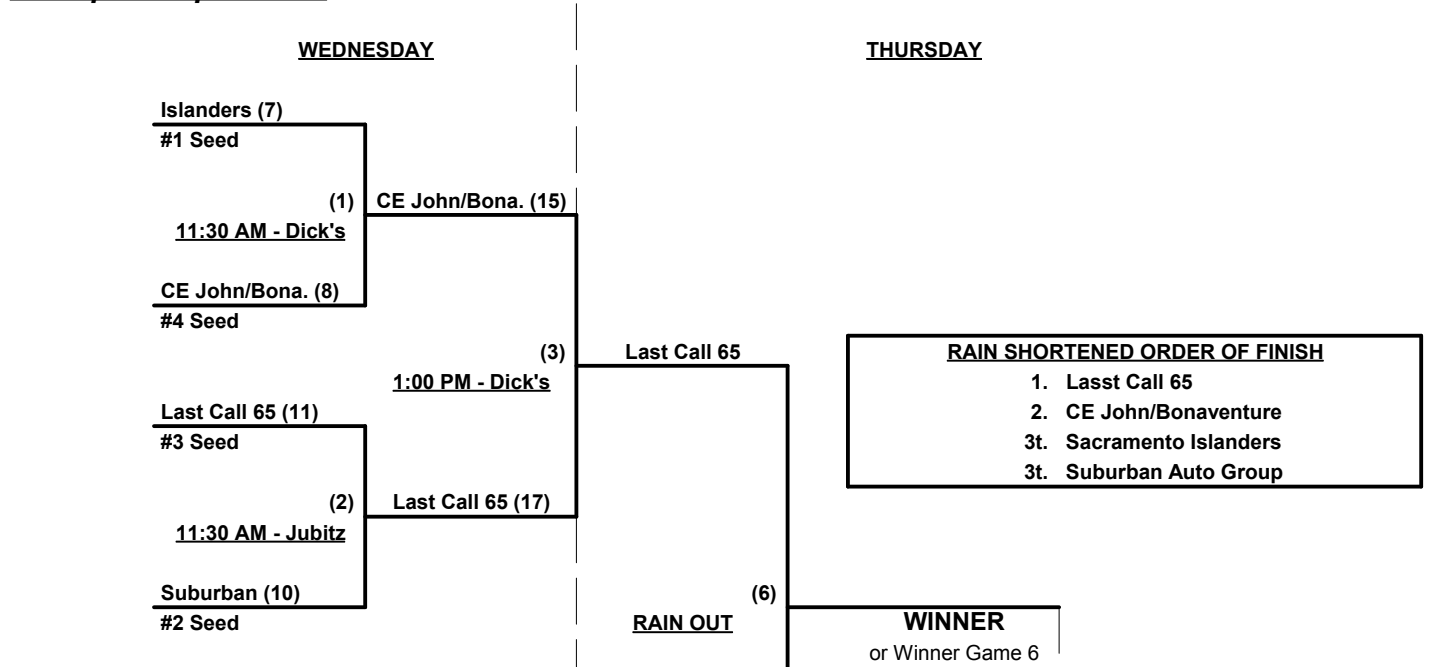 WEDNESDAY
THURSDAY
Islanders (7)
#1 Seed
(1)
CE John/Bona. (15)
11:30 AM - Dick's
CE John/Bona. (8)
#4 Seed
(3)
Last Call 65
1:00 PM - Dick's
RAIN SHORTENED ORDER OF FINISH
1. Lasst Call 65
2. CE John/Bonaventure
3t. Sacramento Islanders
3t. Suburban Auto Group
Last Call 65 (11)
#3 Seed
(2)
Last Call 65 (17)
11:30 AM - Jubitz
Suburban (10)
#2 Seed
(6)
RAIN OUT
WINNER
or Winner Game 6